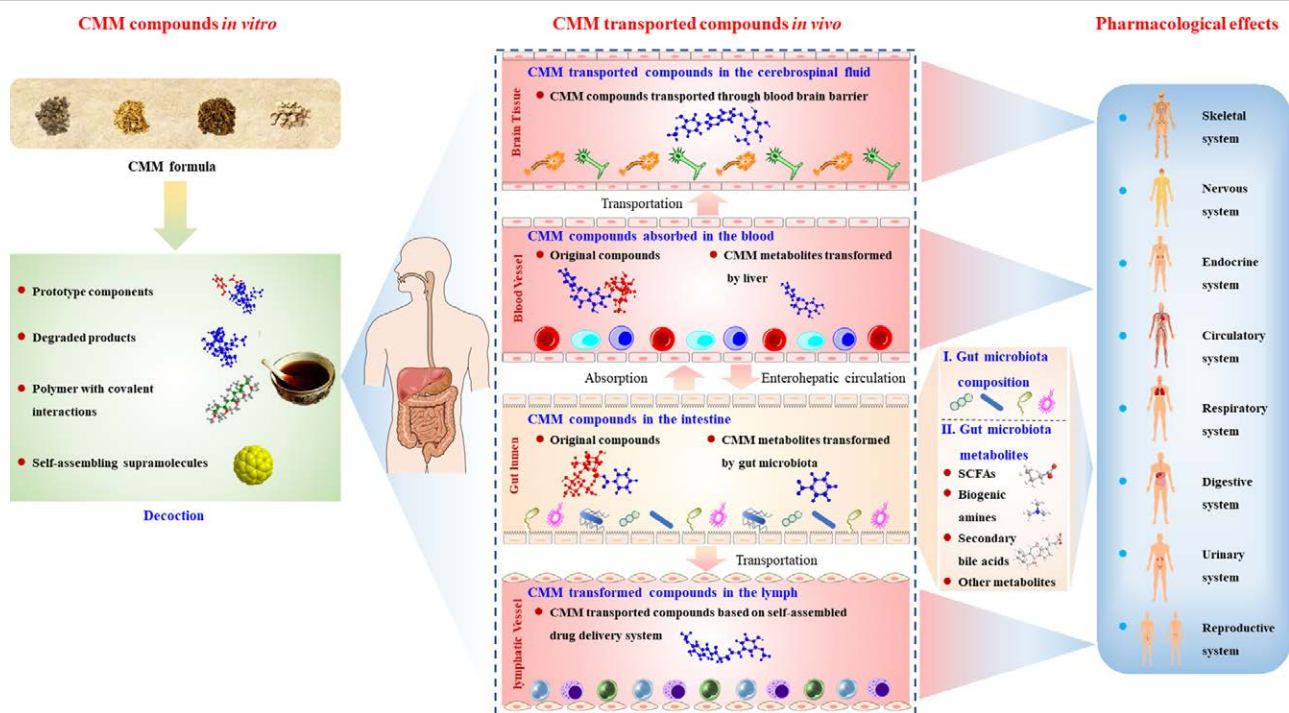 CMM compounds in vitro
CMM formula
Prototype components
Degraded products
Polymer with covalent
interactions
Self-assembling supramolecules
Decoction
CMM transported compounds in vivo
Brain Tissue
CMM transported compounds in the cerebrospinal fluid
CMM compounds transported through blood brain barrier
Transportation
Blood Vessel
CMM compounds absorbed in the blood
Original compounds
CMM metabolites transformed
by liver
Absorption
Enterohepatic circulation
Gut lumen
CMM compounds in the intestine
Original compounds
CMM metabolites transformed
by gut microbiota
Transportation
lymphatic Vessel
CMM transformed compounds in the lymph
CMM transported compounds based on self-assembled
drug delivery system
I. Gut microbiota
composition
II. Gut microbiota
metabolites
SCFAs
Biogenic
amines
Secondary
bile acids
Other metabolites
Pharmacological effects
Skeletal
system
Nervous
system
Endocrine
system
Circulatory
system
Respiratory
system
Digestive
system
Urinary
system
Reproductive
system